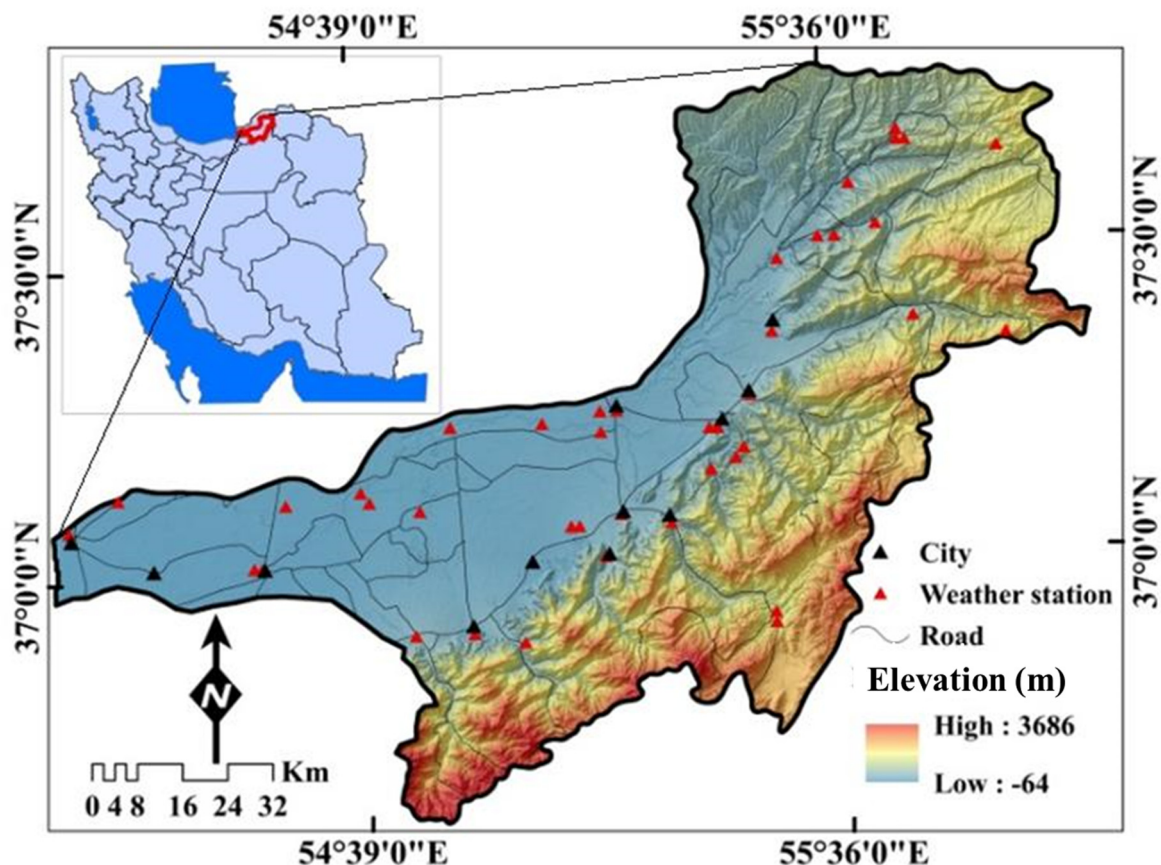 54°39'0"E 55°36'0"E
37°30'0"N
37°30'0"N
37°0'0"N
37°0'0"N
City
Weather station
Road
Elevation (m)
High : 3686
Low : -64
N
Km
0 4 8 16 24 32
54°39'0"E 55°36'0"E